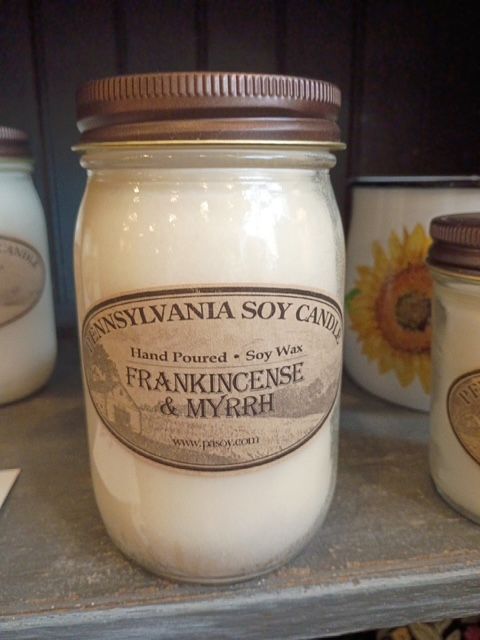 PENNSYLVANIA SOY CANDLE
Hand Poured • Soy Wax
FRANKINCENSE
& MYRRH
www.pasoy.com